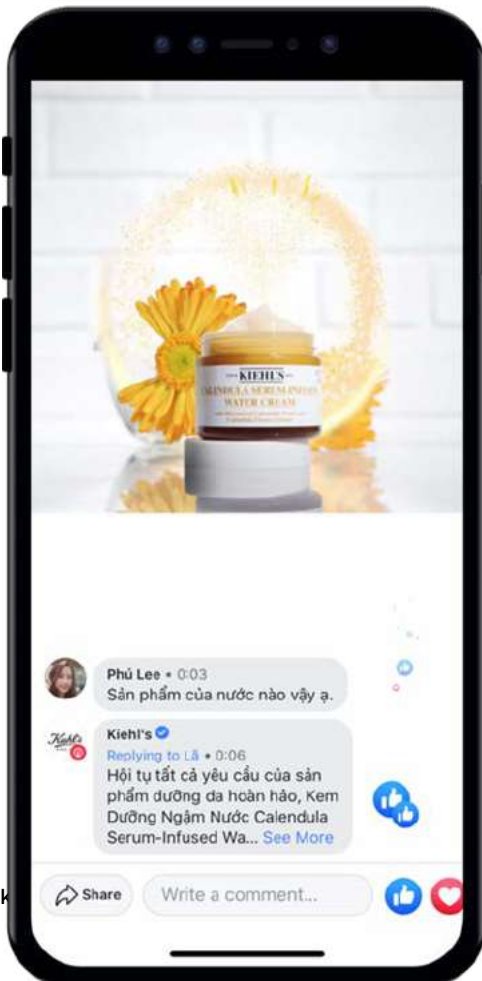 KIEHL'S
CALENDULA SERUM-INFUSED
WATER CREAM
Phú Lee • 0:03
Sản phẩm của nước nào vậy ạ.
Kiehl's
Kiehl's
Replying to Lã • 0:06
Hội tụ tất cả yêu cầu của sản
phẩm dưỡng da hoàn hảo, Kem
Dưỡng Ngậm Nước Calendula
Serum-Infused Wa... See More
k
Share
Write a comment...